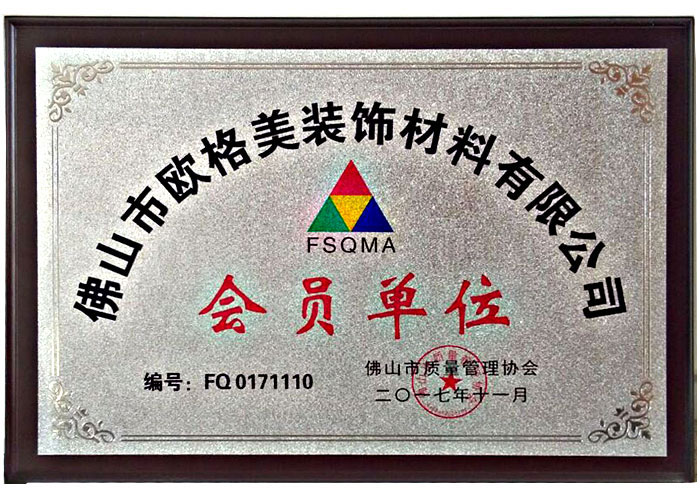 佛山市欧格美装饰材料有限公司
FSQMA
会员单位
编号：FQ0171110
佛山市质量管理协会
二〇一七年十一月